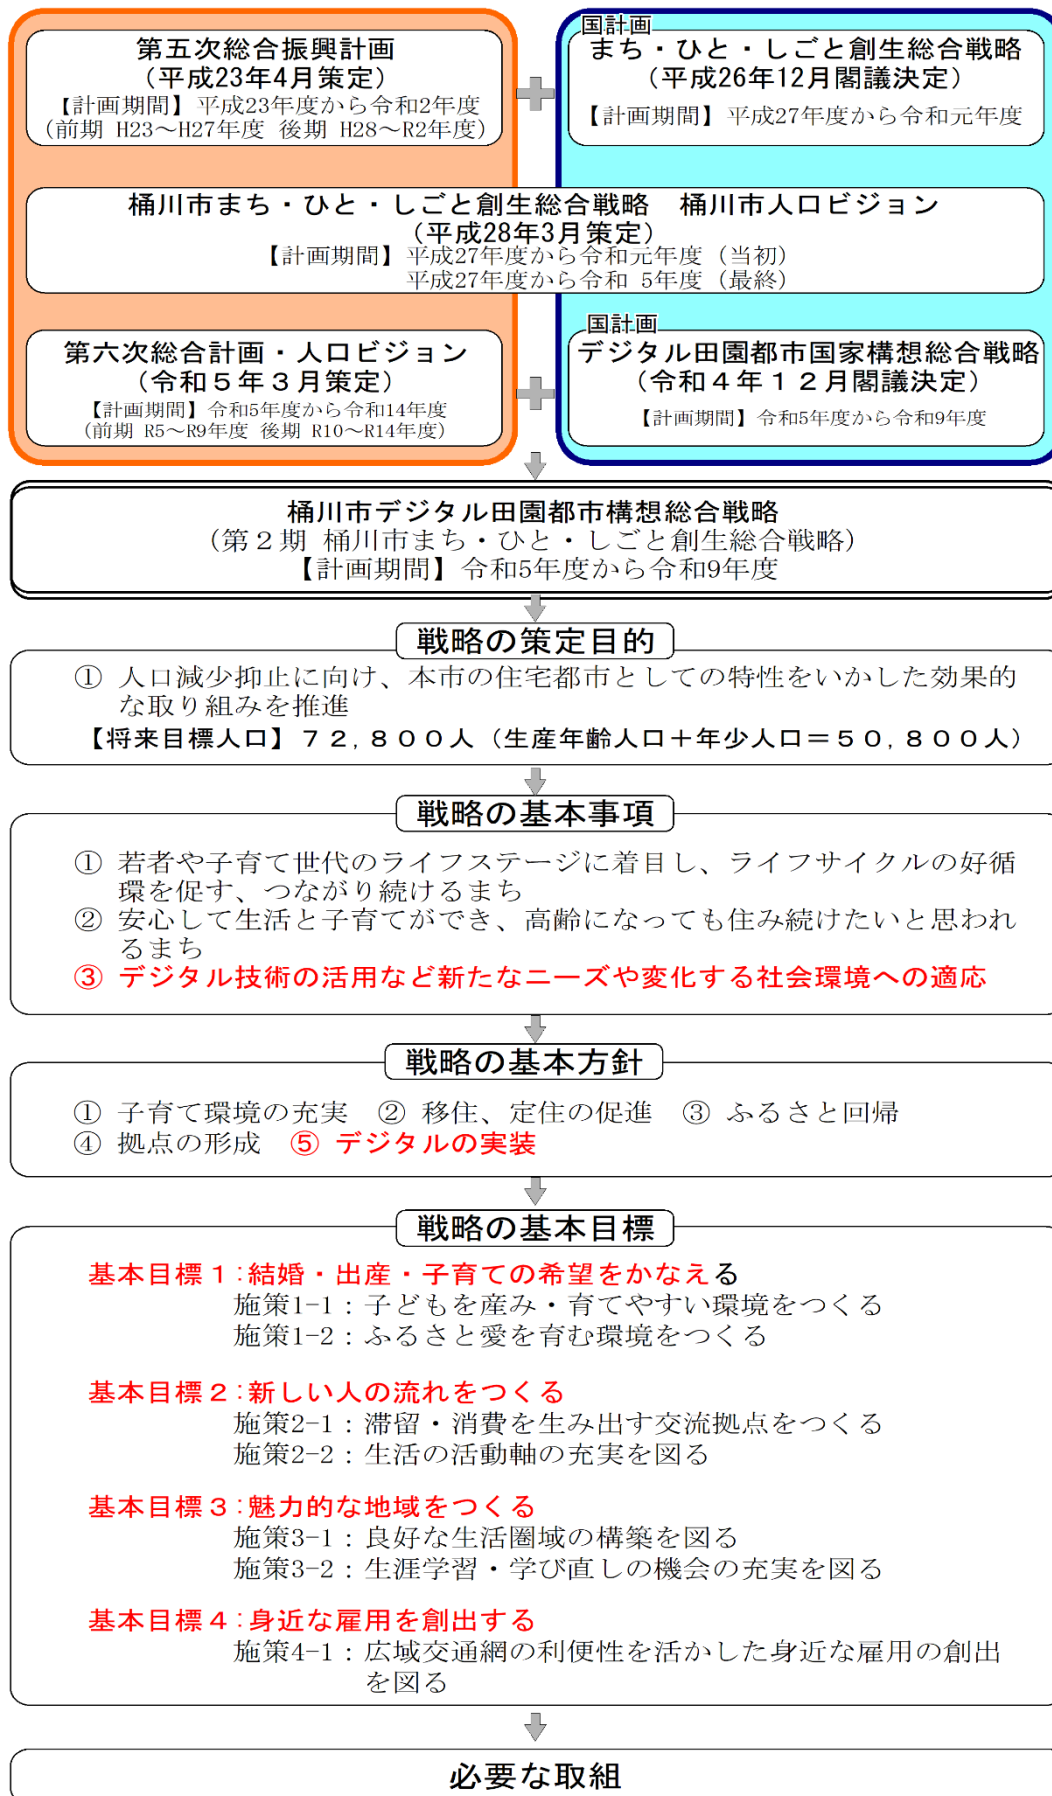 第五次総合振興計画
（平成23年4月策定）
【計画期間】平成23年度から令和2年度
（前期 H23～H27年度 後期 H28～R2年度）
国計画
まち・ひと・しごと創生総合戦略
（平成26年12月閣議決定）
【計画期間】平成27年度から令和元年度
桶川市まち・ひと・しごと創生総合戦略　桶川市人口ビジョン
（平成28年3月策定）
【計画期間】平成27年度から令和元年度（当初）
平成27年度から令和 5年度（最終）
第六次総合計画・人口ビジョン
（令和５年３月策定）
【計画期間】令和5年度から令和14年度
（前期 R5～R9年度 後期 R10～R14年度）
国計画
デジタル田園都市国家構想総合戦略
（令和４年１２月閣議決定）
【計画期間】令和5年度から令和9年度
桶川市デジタル田園都市構想総合戦略
（第２期 桶川市まち・ひと・しごと創生総合戦略）
【計画期間】令和5年度から令和9年度
戦略の策定目的
① 人口減少抑止に向け、本市の住宅都市としての特性をいかした効果的
な取り組みを推進
【将来目標人口】７２,８００人（生産年齢人口＋年少人口＝５０,８００人）
戦略の基本事項
① 若者や子育て世代のライフステージに着目し、ライフサイクルの好循
環を促す、つながり続けるまち
② 安心して生活と子育てができ、高齢になっても住み続けたいと思われ
るまち
③ デジタル技術の活用など新たなニーズや変化する社会環境への適応
戦略の基本方針
① 子育て環境の充実　② 移住、定住の促進　③ ふるさと回帰
④ 拠点の形成　⑤ デジタルの実装
戦略の基本目標
基本目標１：結婚・出産・子育ての希望をかなえる
施策1-1：子どもを産み・育てやすい環境をつくる
施策1-2：ふるさと愛を育む環境をつくる
基本目標２：新しい人の流れをつくる
施策2-1：滞留・消費を生み出す交流拠点をつくる
施策2-2：生活の活動軸の充実を図る
基本目標３：魅力的な地域をつくる
施策3-1：良好な生活圏域の構築を図る
施策3-2：生涯学習・学び直しの機会の充実を図る
基本目標４：身近な雇用を創出する
施策4-1：広域交通網の利便性を活かした身近な雇用の創出
を図る
必要な取組